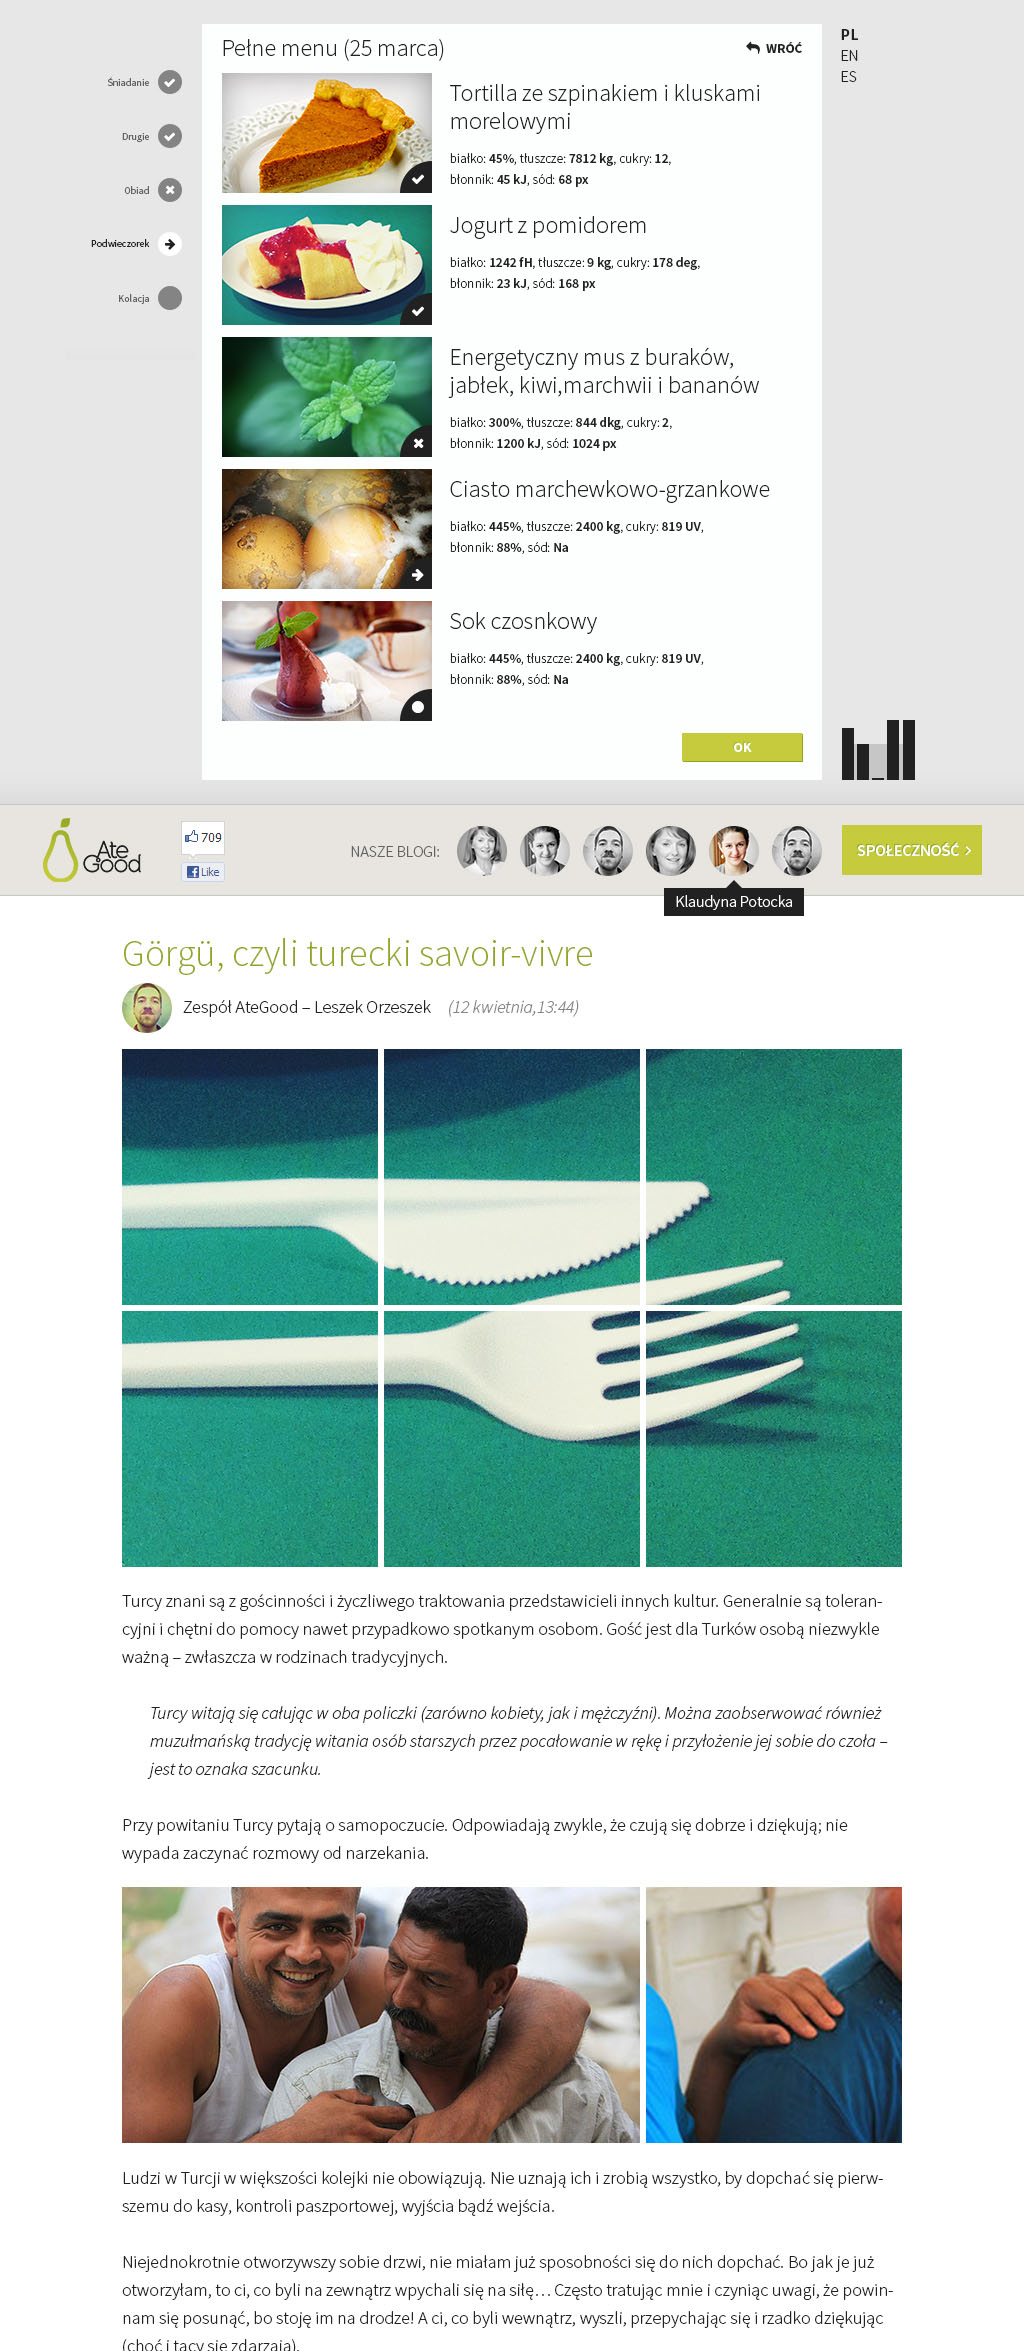 Pełne menu (25 marca)
WRÓĆ
PL
EN
ES
Śniadanie
Drugie
Obiad
Podwieczorek
Kolacja
Tortilla ze szpinakiem i kluskami
morelowymi
białko: 45%, tłuszcze: 7812 kg, cukry: 12,
błonnik: 45 kJ, sód: 68 px
Jogurt z pomidorem
białko: 1242 fH, tłuszcze: 9 kg, cukry: 178 deg,
błonnik: 23 kJ, sód: 168 px
Energetyczny mus z buraków,
jabłek, kiwi,marchwii i bananów
białko: 300%, tłuszcze: 844 dkg, cukry: 2,
błonnik: 1200 kJ, sód: 1024 px
Ciasto marchewkowo-grzankowe
białko: 445%, tłuszcze: 2400 kg, cukry: 819 UV,
błonnik: 88%, sód: Na
Sok czosnkowy
białko: 445%, tłuszcze: 2400 kg, cukry: 819 UV,
błonnik: 88%, sód: Na
OK
Ate
Good
709
Like
NASZE BLOGI:
SPOŁECZNOŚĆ
Klaudyna Potocka
Görgü, czyli turecki savoir-vivre
Zespół AteGood – Leszek Orzeszek (12 kwietnia,13:44)
Turcy znani są z gościnności i życzliwego traktowania przedstawicieli innych kultur. Generalnie są toleran-
cyjni i chętni do pomocy nawet przypadkowo spotkanym osobom. Gość jest dla Turków osobą niezwykle
ważną – zwłaszcza w rodzinach tradycyjnych.
Turcy witają się całując w oba policzki (zarówno kobiety, jak i mężczyźni). Można zaobserwować również
muzułmańską tradycję witania osób starszych przez pocałowanie w rękę i przyłożenie jej sobie do czoła –
jest to oznaka szacunku.
Przy powitaniu Turcy pytają o samopoczucie. Odpowiadają zwykle, że czują się dobrze i dziękują; nie
wypada zaczynać rozmowy od narzekania.
Ludzi w Turcji w większości kolejki nie obowiązują. Nie uznają ich i zrobią wszystko, by dopchać się pierw-
szemu do kasy, kontroli paszportowej, wyjścia bądź wejścia.
Niejednokrotnie otworzywszy sobie drzwi, nie miałam już sposobności się do nich dopchać. Bo jak je już
otworzyłam, to ci, co byli na zewnątrz wpychali się na siłę… Często tratując mnie i czyniąc uwagi, że powin-
nam się posunąć, bo stoję im na drodze! A ci, co byli wewnątrz, wyszli, przepychając się i rzadko dziękując
(choć i tacy się zdarzają).